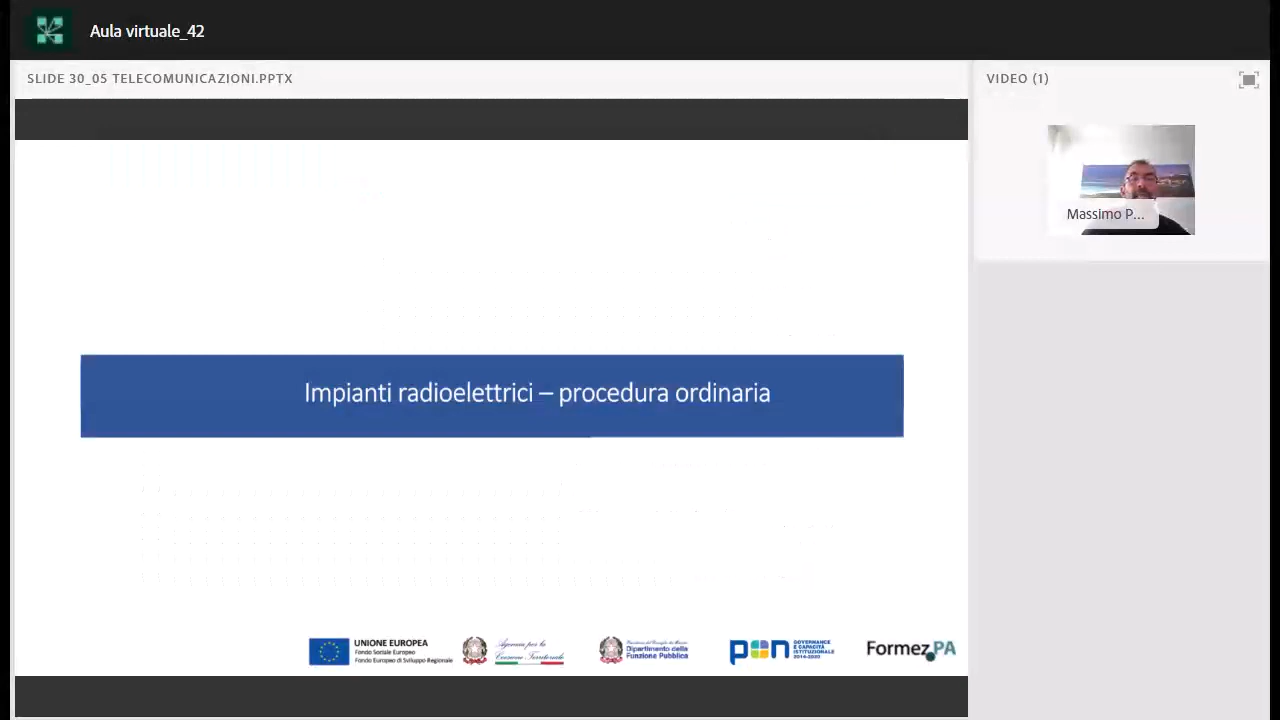 Aula virtuale_42
SLIDE 30_05 TELECOMUNICAZIONI.PPTX
VIDEO (1)
Massimo P...
Impianti radioelettrici – procedura ordinaria
UNIONE EUROPEA
Fondo Sociale Europeo
Fondo Europeo di Sviluppo Regionale
Agenzia per la
Coesione Territoriale
Dipartimento della
Funzione Pubblica
pon
GOVERNANCE
E CAPACITÀ
ISTITUZIONALE
2014-2020
FormezPA